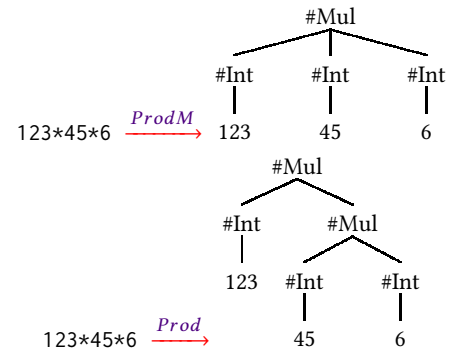 #Mul
#Int #Int #Int
ProdM
123*45*6 123 45 6
#Mul
#Int #Mul
123 #Int #Int
Prod
123*45*6 45 6